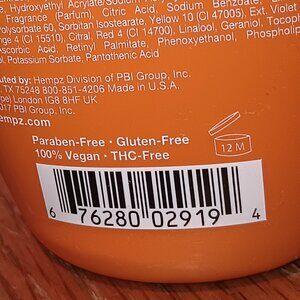 Hydroxyethyl Acrylate/Sodium
Fragrance (Parfum), Citric Acid, Sodium Benzoate,
Polysorbate 60, Sorbitan Isostearate, Yellow 10 (CI 47005), Ext. Violet
4 (CI 15510), Citral, Red 4 (CI 14700), Linalool, Geraniol, Tocop
Ascorbic Acid, Retinyl Palmitate, Phenoxyethanol, Phospholip
Potassium Sorbate, Pantothenic Acid
uted by: Hempz Division of PBI Group, Inc.
TX 75248 800-851-4206 Made in U.S.A.
pe) London IG8 8HF UK
017 PBI Group, Inc.
empz.com
Paraben-Free • Gluten-Free
100% Vegan • THC-Free
12 M
6 76280 02919 4